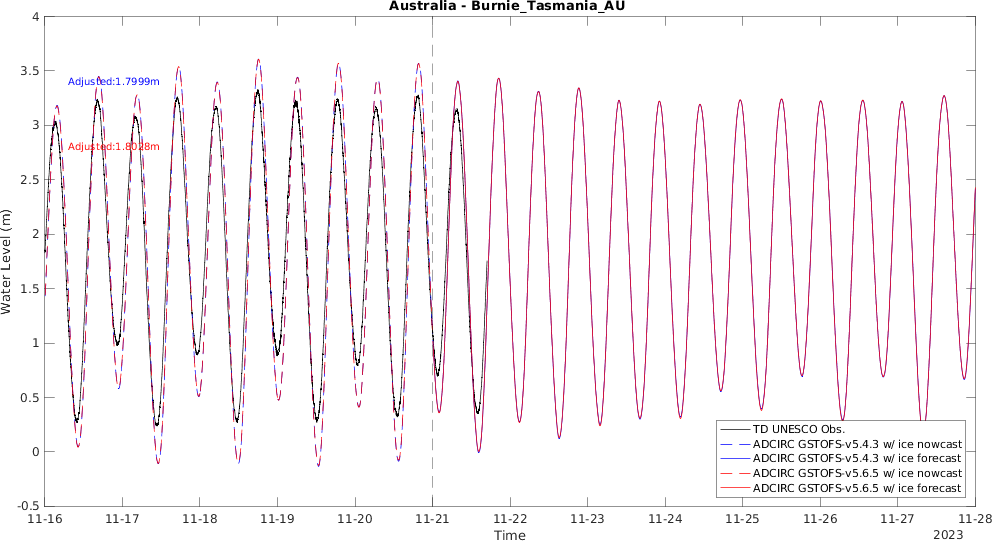 Australia - Burnie_Tasmania_AU
4
3.5
3
2.5
2
1.5
1
0.5
0
-0.5
Water Level (m)
Adjusted:1.7999m
Adjusted:1.8028m
TD UNESCO Obs.
ADCIRC GSTOFS-v5.4.3 w/ ice nowcast
ADCIRC GSTOFS-v5.4.3 w/ ice forecast
ADCIRC GSTOFS-v5.6.5 w/ ice nowcast
ADCIRC GSTOFS-v5.6.5 w/ ice forecast
11-16 11-17 11-18 11-19 11-20 11-21 11-22 11-23 11-24 11-25 11-26 11-27 11-28
Time
2023